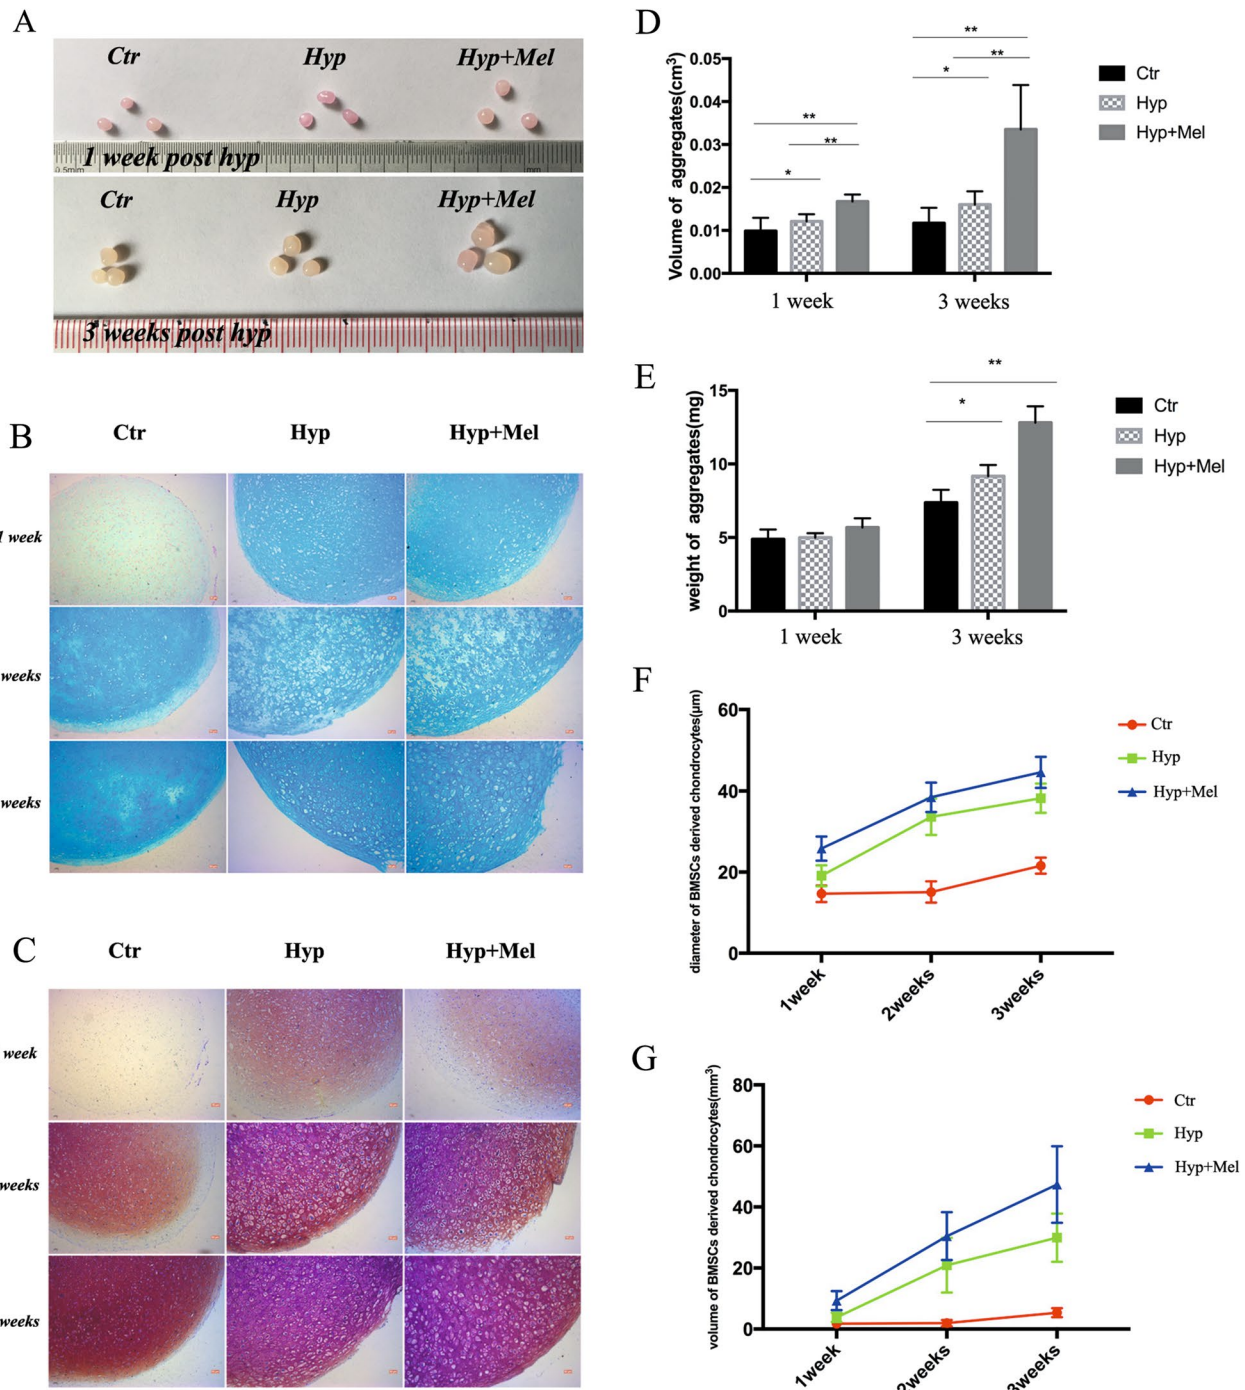 A
Ctr
Hyp
Hyp+Mel
1 week post hyp
0.5mm
mm
Ctr
Hyp
Hyp+Mel
3 weeks post hyp
B
Ctr
Hyp
Hyp+Mel
1 week
weeks
weeks
C
Ctr
Hyp
Hyp+Mel
week
weeks
weeks
D
Volume of aggregates(cm³)
0.05
0.04
0.03
0.02
0.01
0.00
**
**
*
**
**
*
1 week
3 weeks
Ctr
Hyp
Hyp+Mel
E
weight of aggregates(mg)
15
10
5
0
**
*
1 week
3 weeks
Ctr
Hyp
Hyp+Mel
F
diameter of BMSCs derived chondrocytes(μm)
60
40
20
0
1week
2weeks
3weeks
Ctr
Hyp
Hyp+Mel
G
volume of BMSCs derived chondrocytes(mm³)
80
60
40
20
0
1week
2weeks
3weeks
Ctr
Hyp
Hyp+Mel